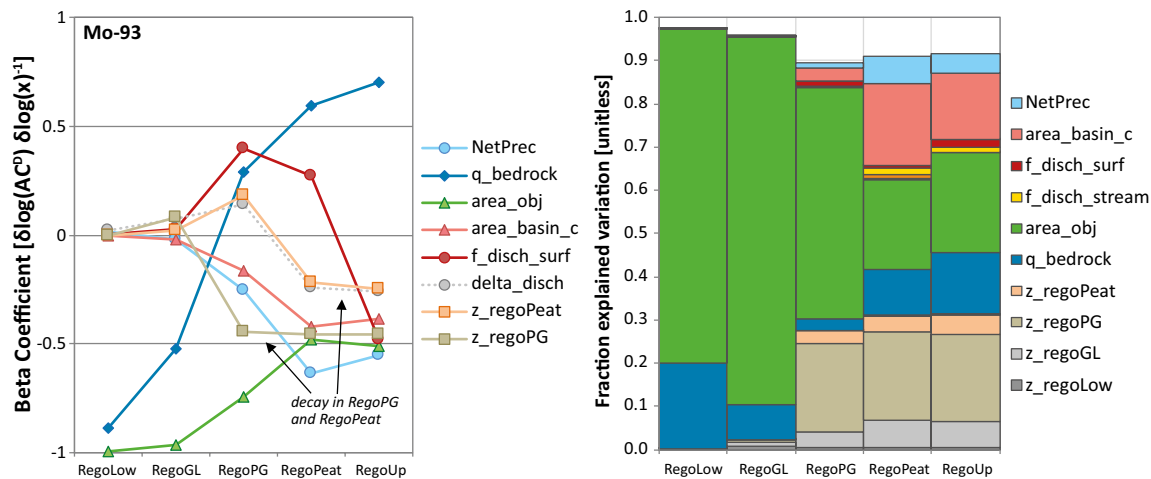 Mo-93
Beta Coefficient [δlog(ACᴰ) δlog(x)⁻¹]
1
0.5
0
-0.5
-1
RegoLow
RegoGL
RegoPG
RegoPeat
RegoUp
decay in RegoPG
and RegoPeat
NetPrec
q_bedrock
area_obj
area_basin_c
f_disch_surf
delta_disch
z_regoPeat
z_regoPG
Fraction explained variation [unitless]
1.0
0.9
0.8
0.7
0.6
0.5
0.4
0.3
0.2
0.1
0.0
RegoLow
RegoGL
RegoPG
RegoPeat
RegoUp
NetPrec
area_basin_c
f_disch_surf
f_disch_stream
area_obj
q_bedrock
z_regoPeat
z_regoPG
z_regoGL
z_regoLow